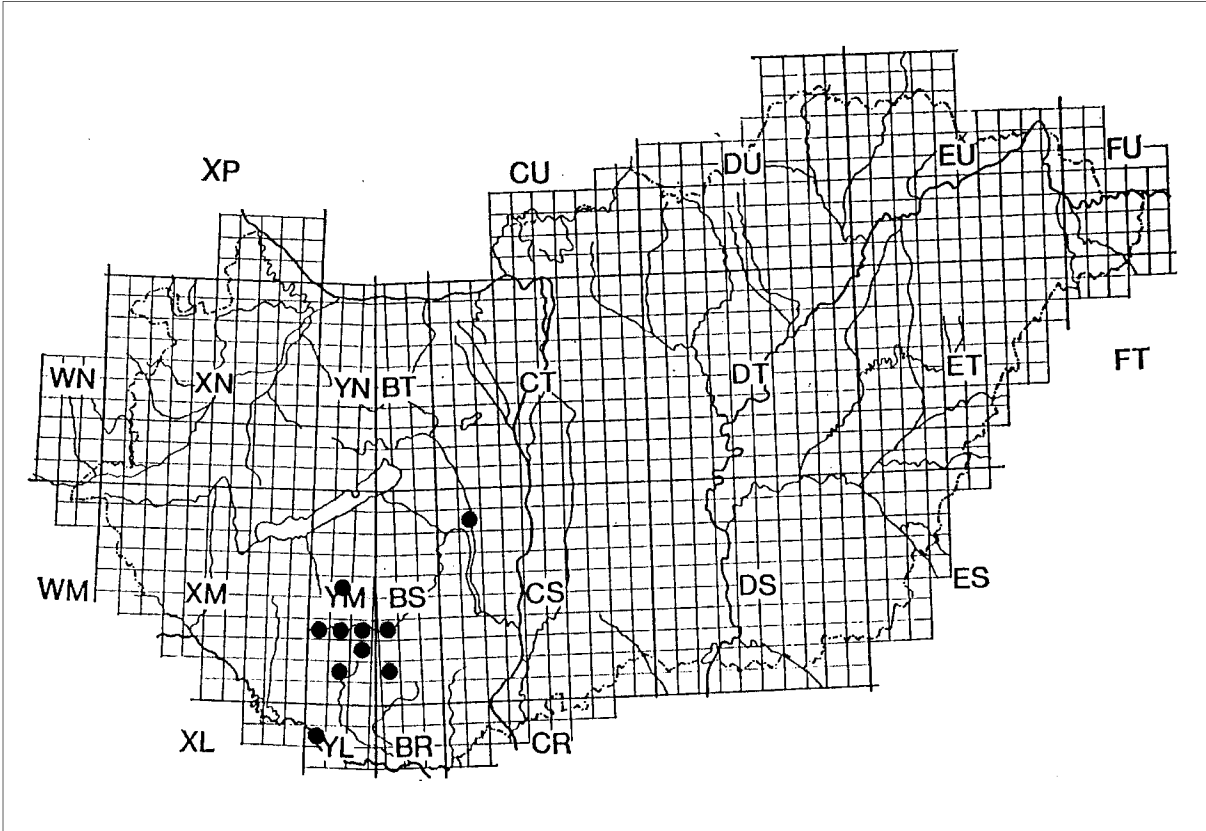 XP CU DU EU FU
WN XN YN BT CT DT ET FT
WM XM YM BS CS DS ES
XL YL BR CR